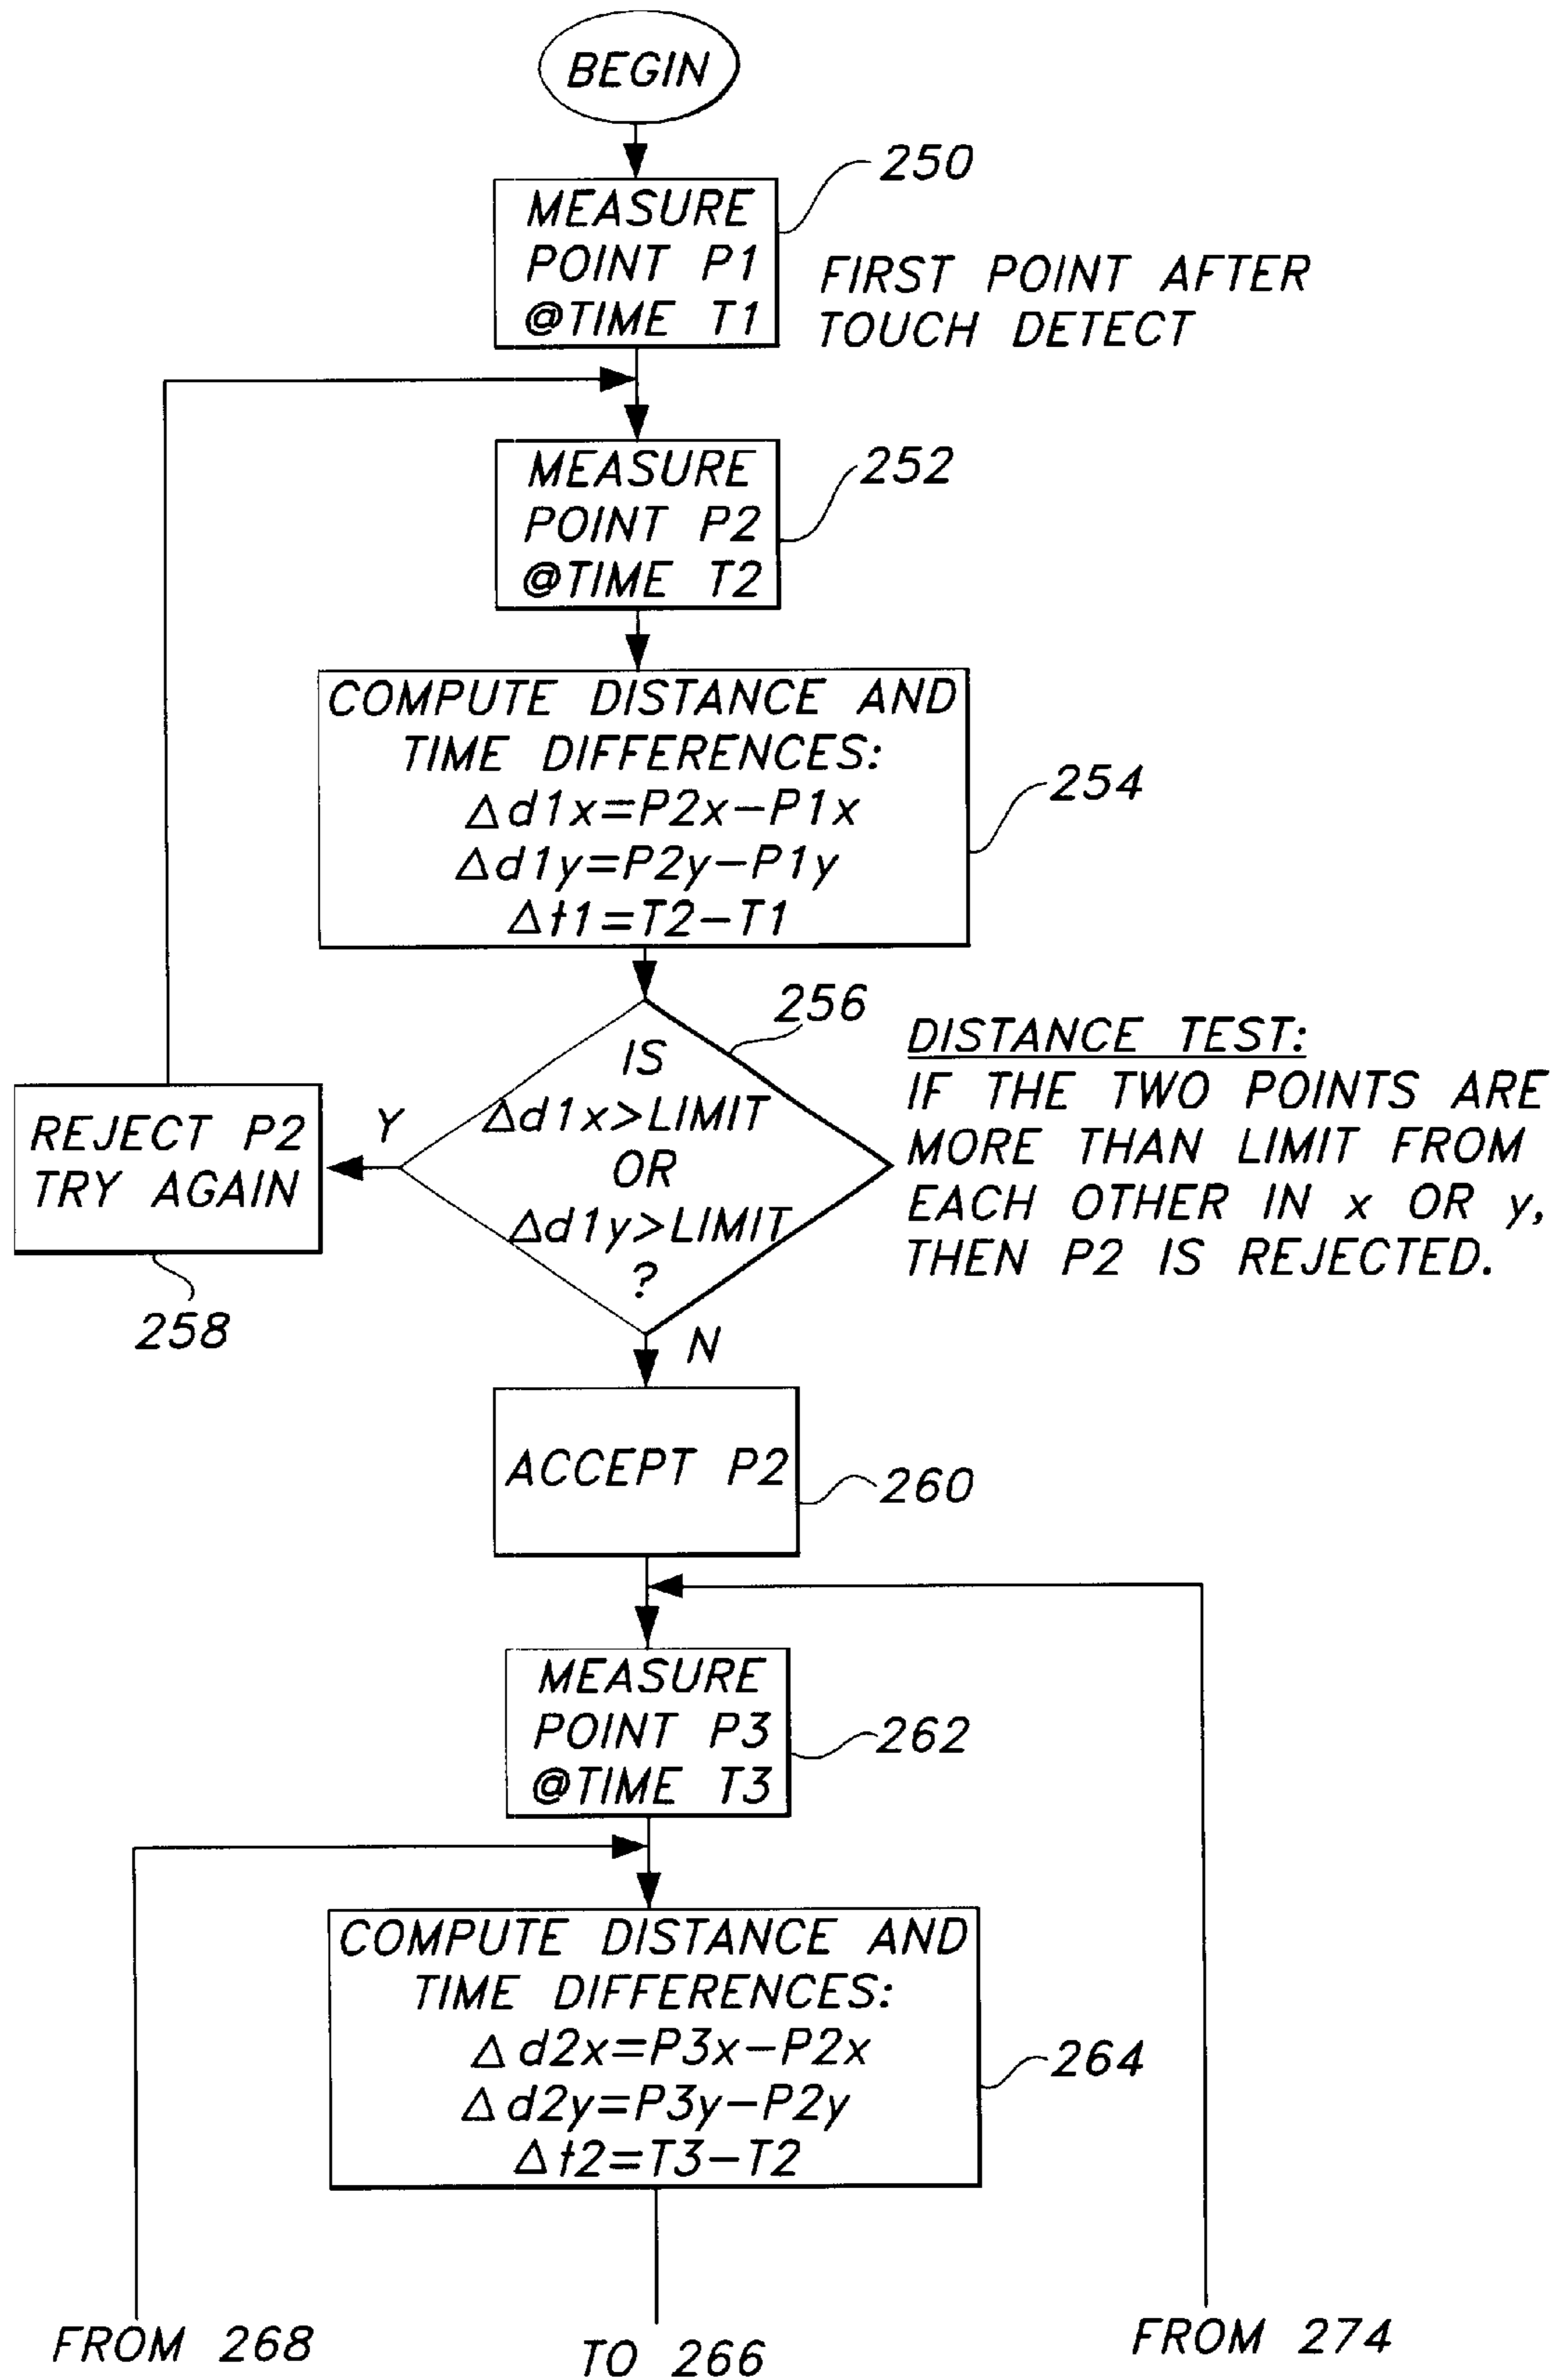 BEGIN
250
MEASURE
POINT P1
@TIME T1
FIRST POINT AFTER
TOUCH DETECT
252
MEASURE
POINT P2
@TIME T2
COMPUTE DISTANCE AND
TIME DIFFERENCES:
Δd1x=P2x-P1x
Δd1y=P2y-P1y
Δt1=T2-T1
254
256
IS
Δd1x>LIMIT
OR
Δd1y>LIMIT
?
DISTANCE TEST:
IF THE TWO POINTS ARE
MORE THAN LIMIT FROM
EACH OTHER IN x OR y,
THEN P2 IS REJECTED.
Y
REJECT P2
TRY AGAIN
258
N
ACCEPT P2
260
MEASURE
POINT P3
@TIME T3
262
COMPUTE DISTANCE AND
TIME DIFFERENCES:
Δd2x=P3x-P2x
Δd2y=P3y-P2y
Δt2=T3-T2
264
FROM 268
TO 266
FROM 274